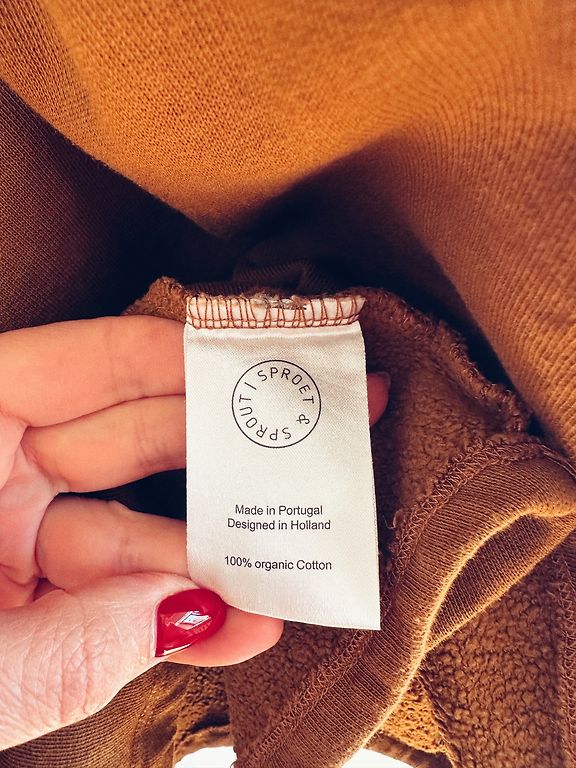 SPROET & SPROUT |
Made in Portugal
Designed in Holland
100% organic Cotton